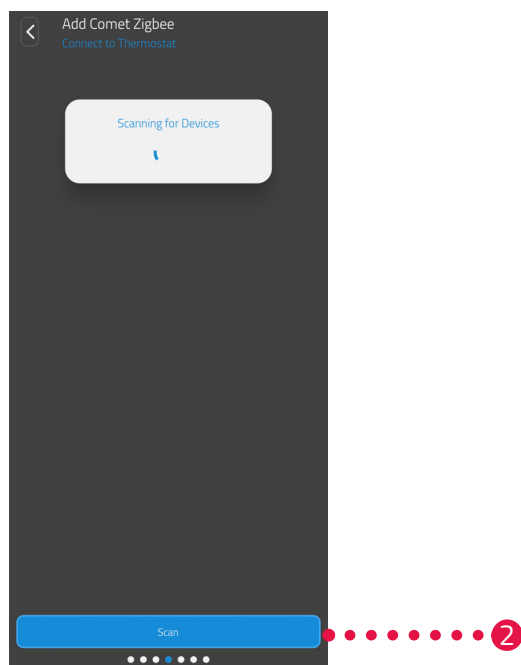 Add Comet Zigbee
Connect to Thermostat
Scanning for Devices
Scan
2